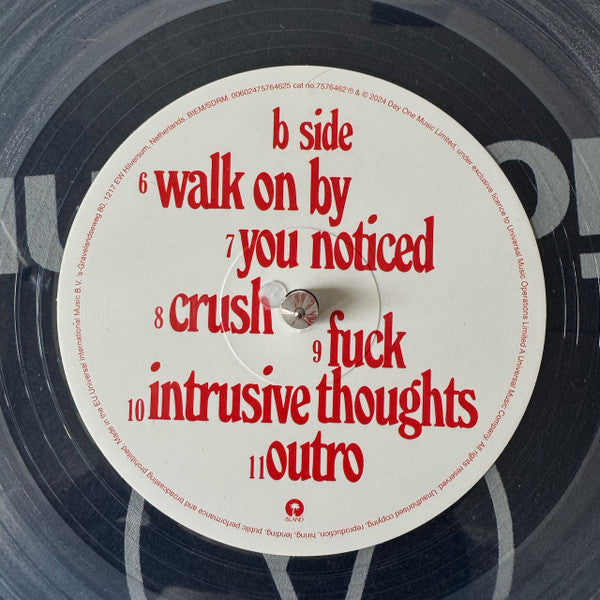 b side
6 walk on by
7 you noticed
8 crush
9 fuck
10 intrusive thoughts
11 outro
ISLAND
Made in the EU. Universal International Music B.V. 's-Gravelandseweg 80, 1217 EW Hilversum, Netherlands. BIEM/SDRM. 00602475764625 cat no.7576462 ℗ & © 2024 Day One Music Limited, under exclusive licence to Universal Music Operations Limited A Universal Music Company. All rights reserved. Unauthorised copying, reproduction, hiring, lending, public performance and broadcasting prohibited.